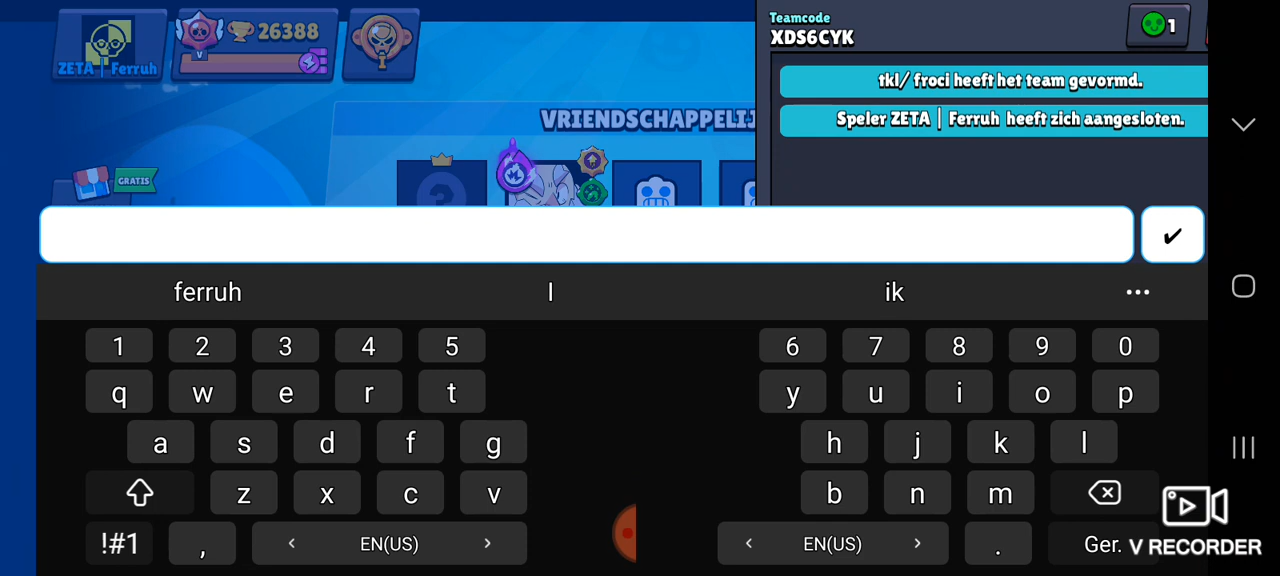 ZETA | Ferruh
V
26388
1
Teamcode
XDS6CYK
1
tkl/ froci heeft het team gevormd.
Speler ZETA | Ferruh heeft zich aangesloten.
VRIENDSCHAPPELIJ
GRATIS
?
✔
ferruh
I
ik
...
1 2 3 4 5 6 7 8 9 0
q w e r t y u i o p
a s d f g h j k l
z x c v b n m
!#1 , < EN(US) > < EN(US) > . Ger.
V RECORDER